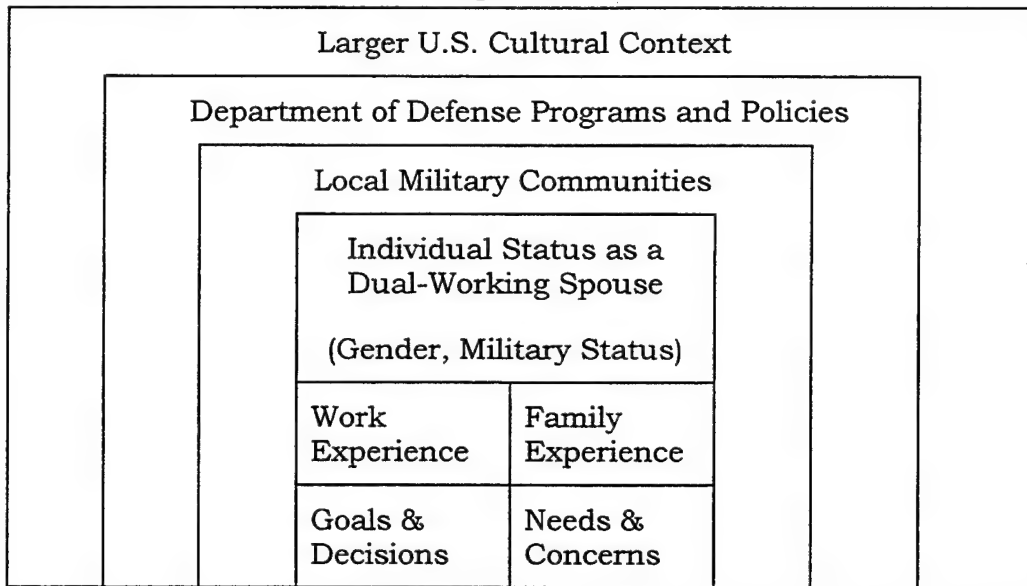 Larger U.S. Cultural Context
Department of Defense Programs and Policies
Local Military Communities
Individual Status as a
Dual-Working Spouse
(Gender, Military Status)
Work
Experience
Family
Experience
Goals &
Decisions
Needs &
Concerns